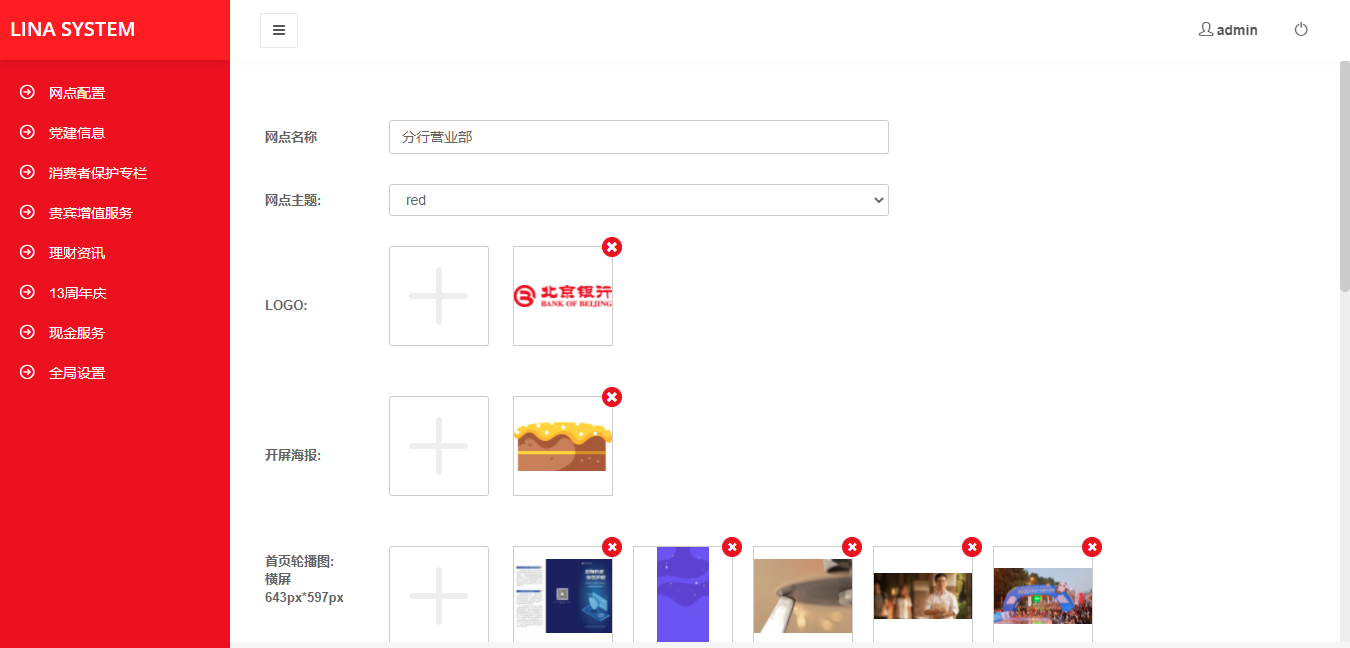 LINA SYSTEM
admin
网点配置
党建信息
消费者保护专栏
贵宾增值服务
理财资讯
13周年庆
现金服务
全局设置
网点名称
分行营业部
网点主题:
red
LOGO:
北京银行
BANK OF BEIJING
开屏海报:
首页轮播图:
横屏
643px*597px